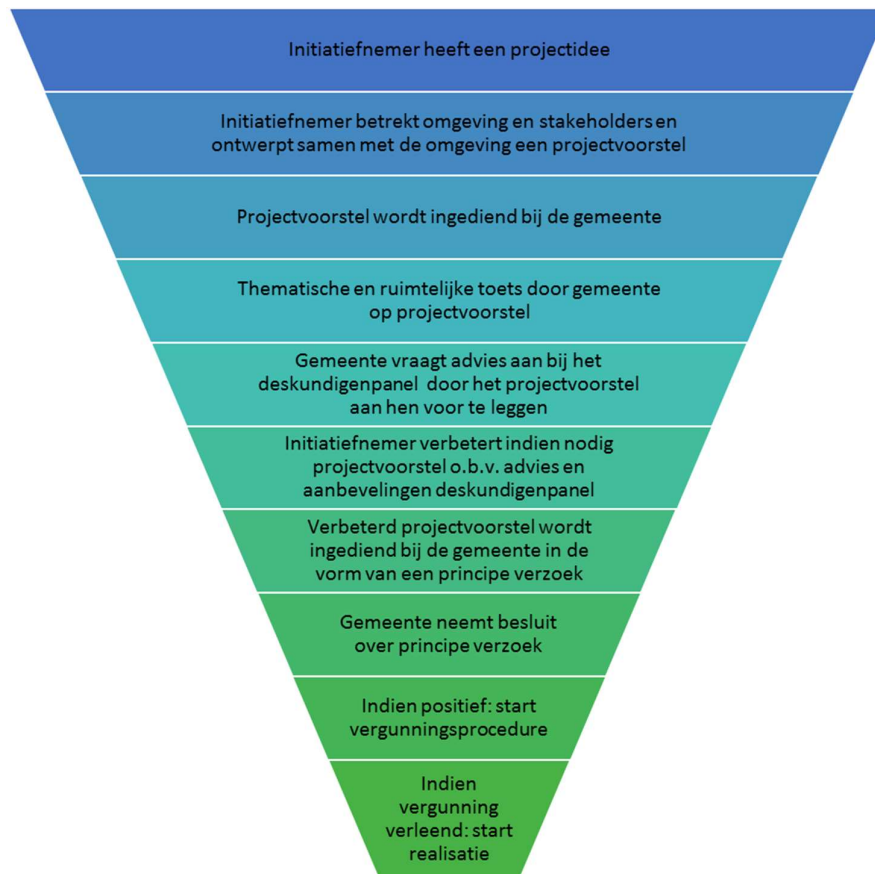 Initiatiefnemer heeft een projectidee
Initiatiefnemer betrekt omgeving en stakeholders en
ontwerpt samen met de omgeving een projectvoorstel
Projectvoorstel wordt ingediend bij de gemeente
Thematische en ruimtelijke toets door gemeente
op projectvoorstel
Gemeente vraagt advies aan bij het
deskundigenpanel door het projectvoorstel
aan hen voor te leggen
Initiatiefnemer verbetert indien nodig
projectvoorstel o.b.v. advies en
aanbevelingen deskundigenpanel
Verbeterd projectvoorstel wordt
ingediend bij de gemeente in de
vorm van een principe verzoek
Gemeente neemt besluit
over principe verzoek
Indien positief: start
vergunningsprocedure
Indien
vergunning
verleend: start
realisatie